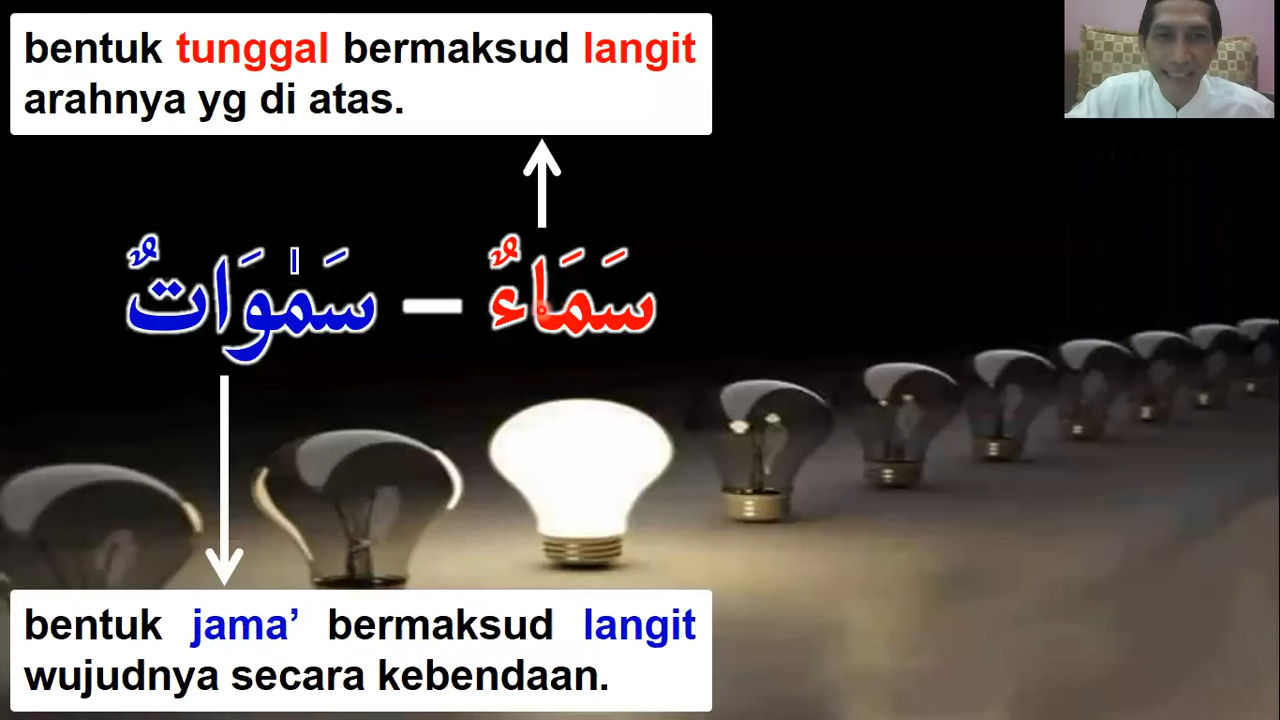 bentuk tunggal bermaksud langit
arahnya yg di atas.
سَمَاءٌ – سَمٰوَاتٌ
bentuk jama’ bermaksud langit
wujudnya secara kebendaan.